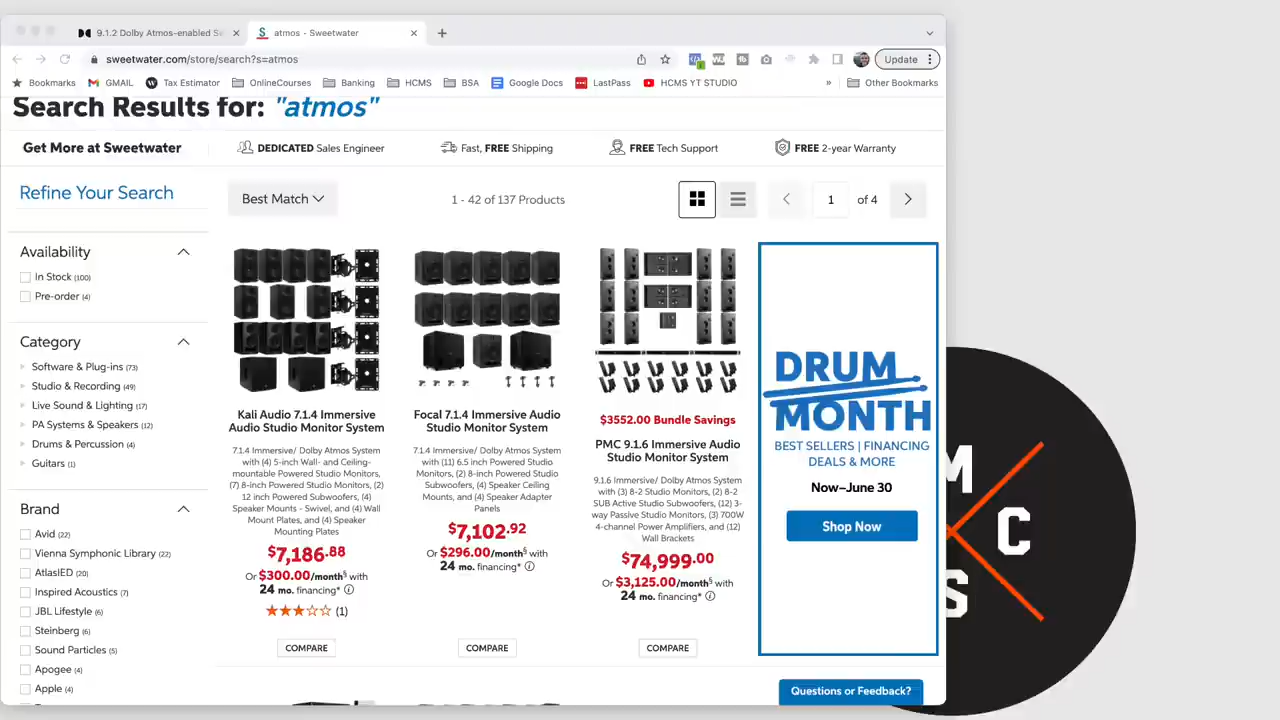 9.1.2 Dolby Atmos-enabled Sv
atmos - Sweetwater
sweetwater.com/store/search?s=atmos
Update
Bookmarks
GMAIL
Tax Estimator
OnlineCourses
Banking
HCMS
BSA
Google Docs
LastPass
HCMS YT STUDIO
»
Other Bookmarks
Search Results for: "atmos"
Get More at Sweetwater
DEDICATED Sales Engineer
Fast, FREE Shipping
FREE Tech Support
FREE 2-year Warranty
Refine Your Search
Best Match
1 - 42 of 137 Products
1 of 4
Availability
In Stock (100)
Pre-order (4)
Category
Software & Plug-ins (73)
Studio & Recording (49)
Live Sound & Lighting (17)
PA Systems & Speakers (12)
Drums & Percussion (4)
Guitars (1)
Brand
Avid (22)
Vienna Symphonic Library (22)
AtlasIED (20)
Inspired Acoustics (7)
JBL Lifestyle (6)
Steinberg (6)
Sound Particles (5)
Apogee (4)
Apple (4)
Kali Audio 7.1.4 Immersive
Audio Studio Monitor System
7.1.4 Immersive/ Dolby Atmos System
with (4) 5-inch Wall- and Ceiling-
mountable Powered Studio Monitors,
(7) 8-inch Powered Studio Monitors, (2)
12 inch Powered Subwoofers, (4)
Speaker Mounts - Swivel, and (4) Wall
Mount Plates, and (4) Speaker
Mounting Plates
$7,186.88
Or $300.00/month§ with
24 mo. financing*
(1)
COMPARE
Focal 7.1.4 Immersive Audio
Studio Monitor System
7.1.4 Immersive/ Dolby Atmos System
with (11) 6.5 inch Powered Studio
Monitors, (2) 8-inch Powered Studio
Subwoofers, (4) Speaker Ceiling
Mounts, and (4) Speaker Adapter
Panels
$7,102.92
Or $296.00/month§ with
24 mo. financing*
COMPARE
$3552.00 Bundle Savings
PMC 9.1.6 Immersive Audio
Studio Monitor System
9.1.6 Immersive/ Dolby Atmos System
with (3) 8-2 Studio Monitors, (2) 8-2
SUB Active Studio Subwoofers, (12) 3-
way Passive Studio Monitors, (3) 700W
4-channel Power Amplifiers, and (12)
Wall Brackets
$74,999.00
Or $3,125.00/month§ with
24 mo. financing*
COMPARE
DRUM
MONTH
BEST SELLERS | FINANCING
DEALS & MORE
Now–June 30
Shop Now
Questions or Feedback?
M
C
S